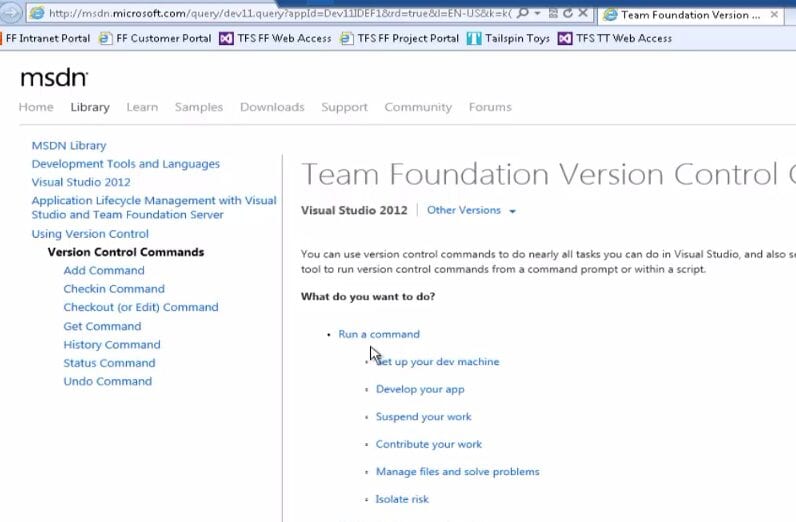 http://msdn.microsoft.com/query/dev11.query?appId=Dev11IDEF1&rd=true&l=EN-US&k=k(
Team Foundation Version ...
FF Intranet Portal FF Customer Portal TFS FF Web Access TFS FF Project Portal Tailspin Toys TFS TT Web Access
msdn
Home Library Learn Samples Downloads Support Community Forums
MSDN Library
Development Tools and Languages
Visual Studio 2012
Application Lifecycle Management with Visual
Studio and Team Foundation Server
Using Version Control
Version Control Commands
Add Command
Checkin Command
Checkout (or Edit) Command
Get Command
History Command
Status Command
Undo Command
Team Foundation Version Control
Visual Studio 2012 Other Versions
You can use version control commands to do nearly all tasks you can do in Visual Studio, and also
tool to run version control commands from a command prompt or within a script.
What do you want to do?
Run a command
Set up your dev machine
Develop your app
Suspend your work
Contribute your work
Manage files and solve problems
Isolate risk